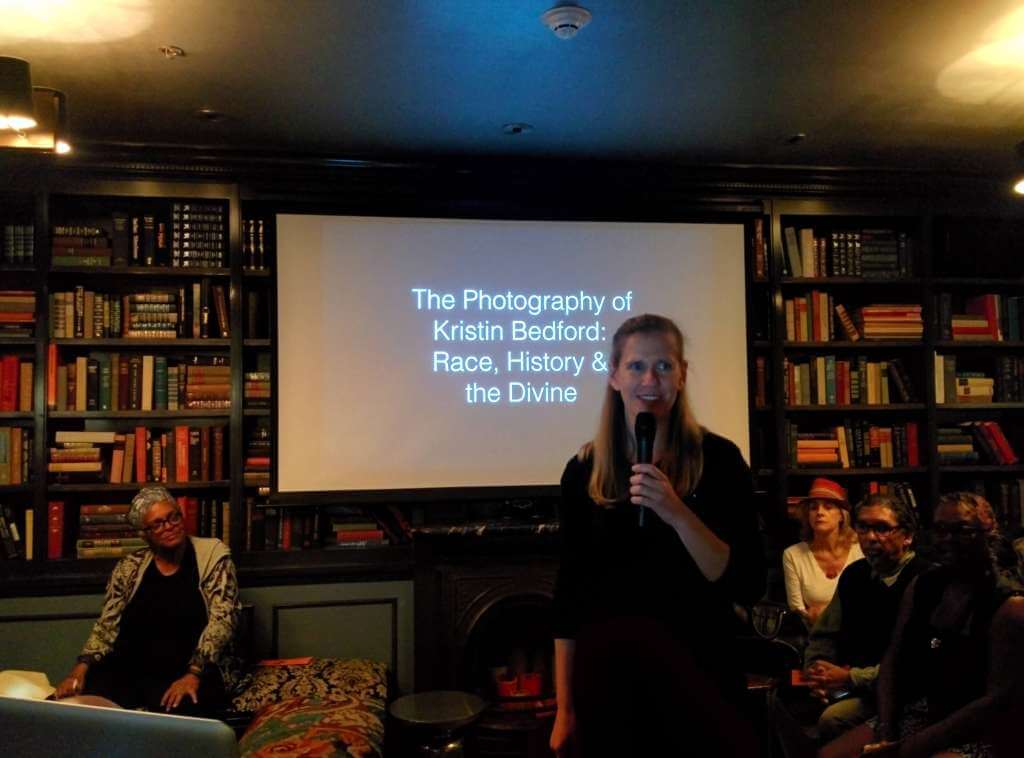 The Photography of
Kristin Bedford:
Race, History &
the Divine